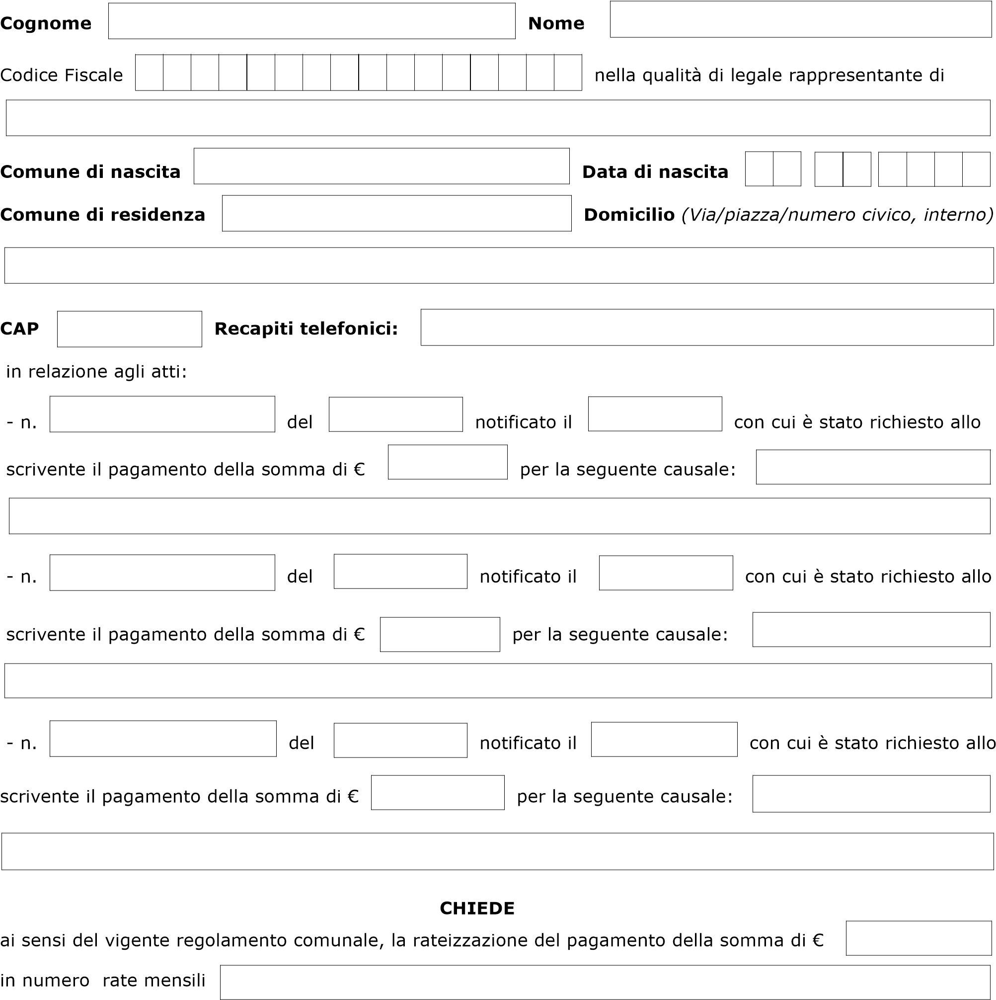 Cognome Nome
Codice Fiscale nella qualità di legale rappresentante di
Comune di nascita Data di nascita
Comune di residenza Domicilio (Via/piazza/numero civico, interno)
CAP Recapiti telefonici:
in relazione agli atti:
- n. del notificato il con cui è stato richiesto allo
scrivente il pagamento della somma di € per la seguente causale:
- n. del notificato il con cui è stato richiesto allo
scrivente il pagamento della somma di € per la seguente causale:
- n. del notificato il con cui è stato richiesto allo
scrivente il pagamento della somma di € per la seguente causale:
CHIEDE
ai sensi del vigente regolamento comunale, la rateizzazione del pagamento della somma di €
in numero rate mensili